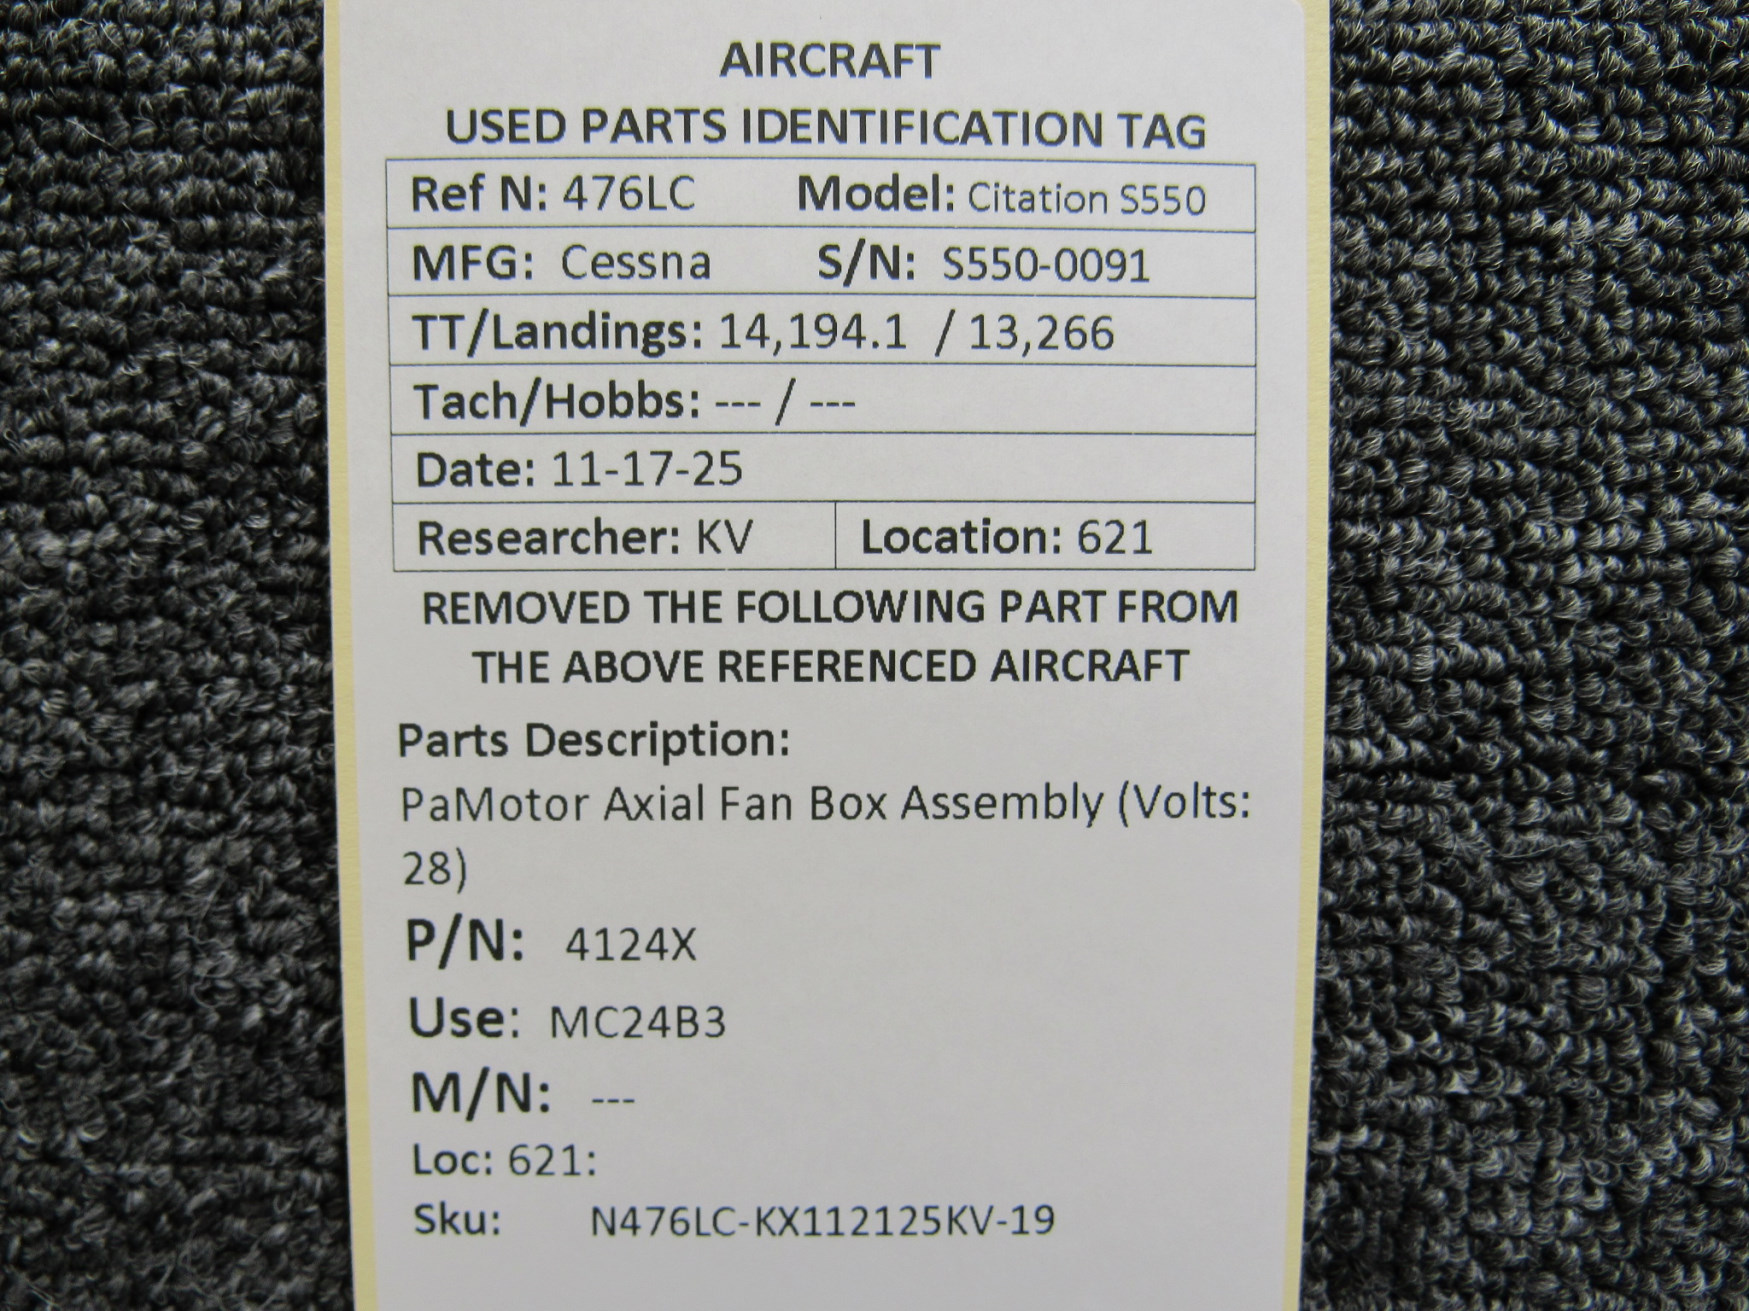 AIRCRAFT
USED PARTS IDENTIFICATION TAG
Ref N: 476LC Model: Citation S550
MFG: Cessna S/N: S550-0091
TT/Landings: 14,194.1 / 13,266
Tach/Hobbs: --- / ---
Date: 11-17-25
Researcher: KV Location: 621
REMOVED THE FOLLOWING PART FROM
THE ABOVE REFERENCED AIRCRAFT
Parts Description:
PaMotor Axial Fan Box Assembly (Volts:
28)
P/N: 4124X
Use: MC24B3
M/N: ---
Loc: 621:
Sku: N476LC-KX112125KV-19